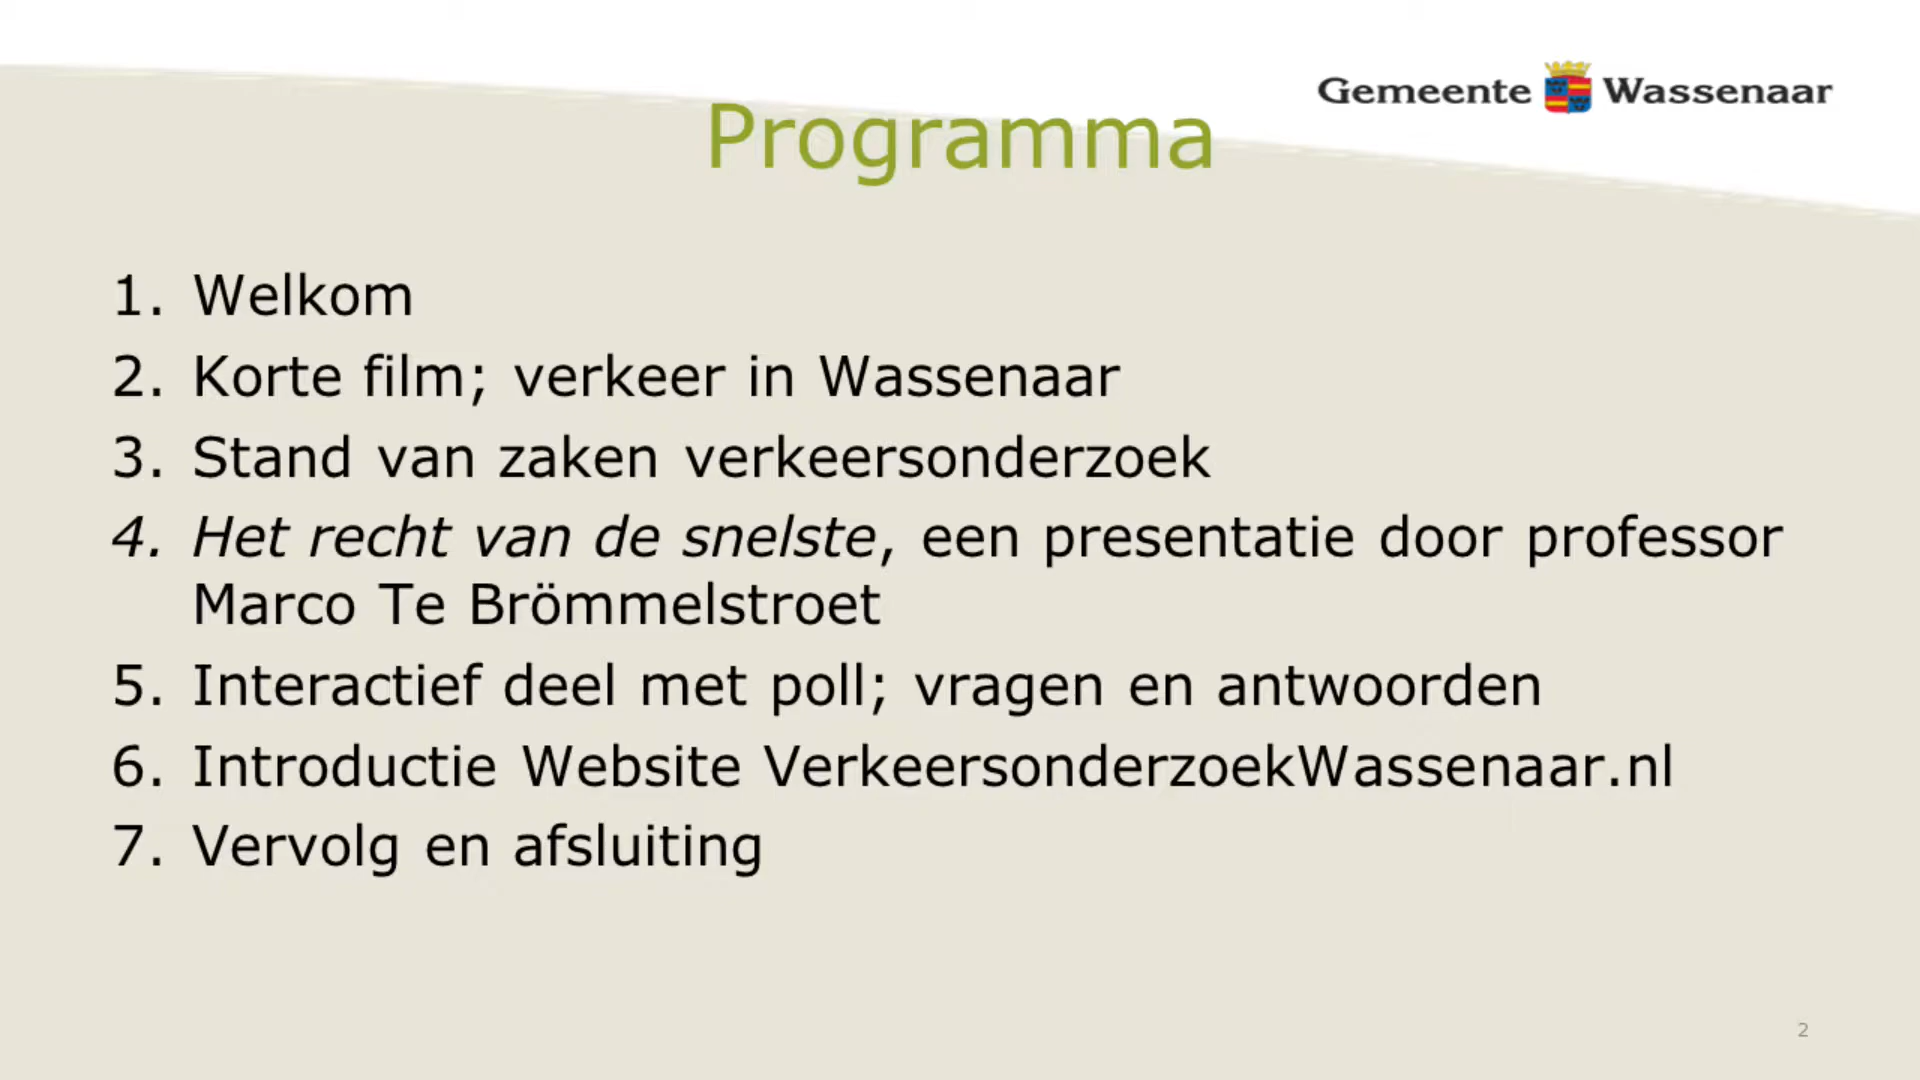 Gemeente Wassenaar
Programma
1. Welkom
2. Korte film; verkeer in Wassenaar
3. Stand van zaken verkeersonderzoek
4. Het recht van de snelste, een presentatie door professor
Marco Te Brömmelstroet
5. Interactief deel met poll; vragen en antwoorden
6. Introductie Website VerkeersonderzoekWassenaar.nl
7. Vervolg en afsluiting
2